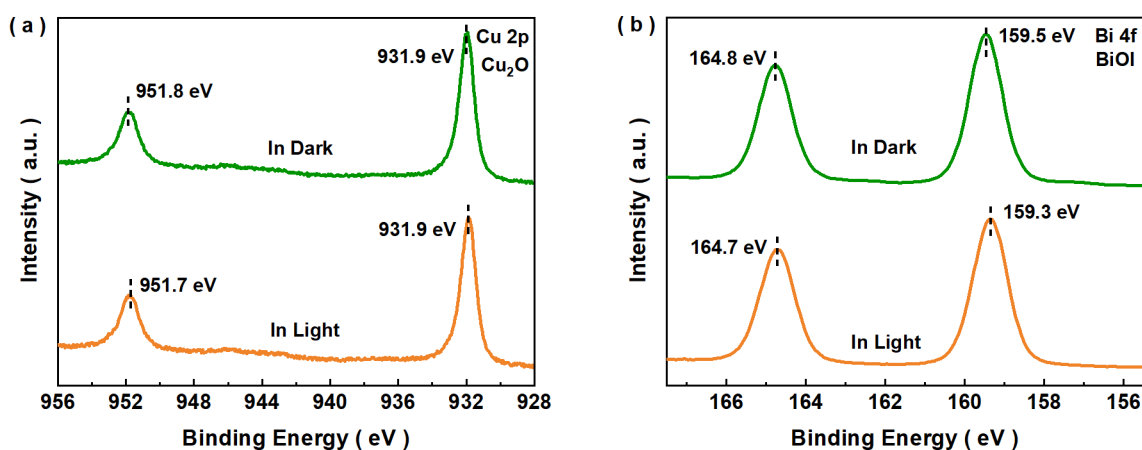 ( a )
Cu 2p
Cu₂O
931.9 eV
951.8 eV
In Dark
931.9 eV
951.7 eV
In Light
Intensity ( a.u. )
956 952 948 944 940 936 932 928
Binding Energy ( eV )
( b )
Bi 4f
BiOI
159.5 eV
164.8 eV
In Dark
159.3 eV
164.7 eV
In Light
Intensity ( a.u. )
166 164 162 160 158 156
Binding Energy ( eV )